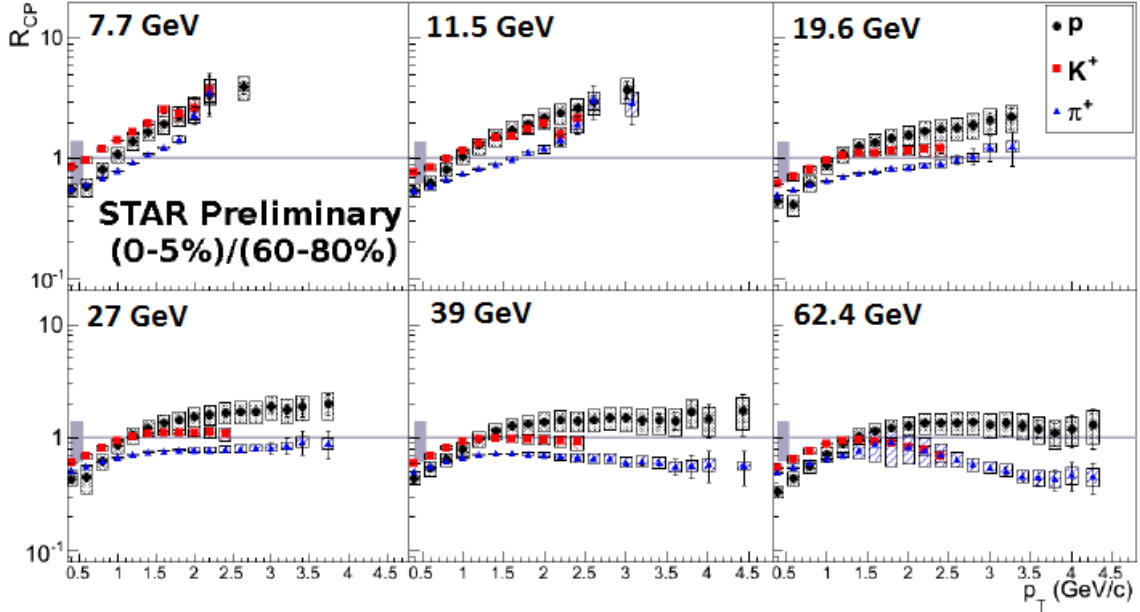 R_CP
7.7 GeV
11.5 GeV
19.6 GeV
p
K⁺
π⁺
10
1
10⁻¹
STAR Preliminary
(0-5%)/(60-80%)
27 GeV
39 GeV
62.4 GeV
10
1
10⁻¹
0.5 1 1.5 2 2.5 3 3.5 4 4.5
0.5 1 1.5 2 2.5 3 3.5 4 4.5
0.5 1 1.5 2 2.5 3 3.5 4 4.5
p_T (GeV/c)